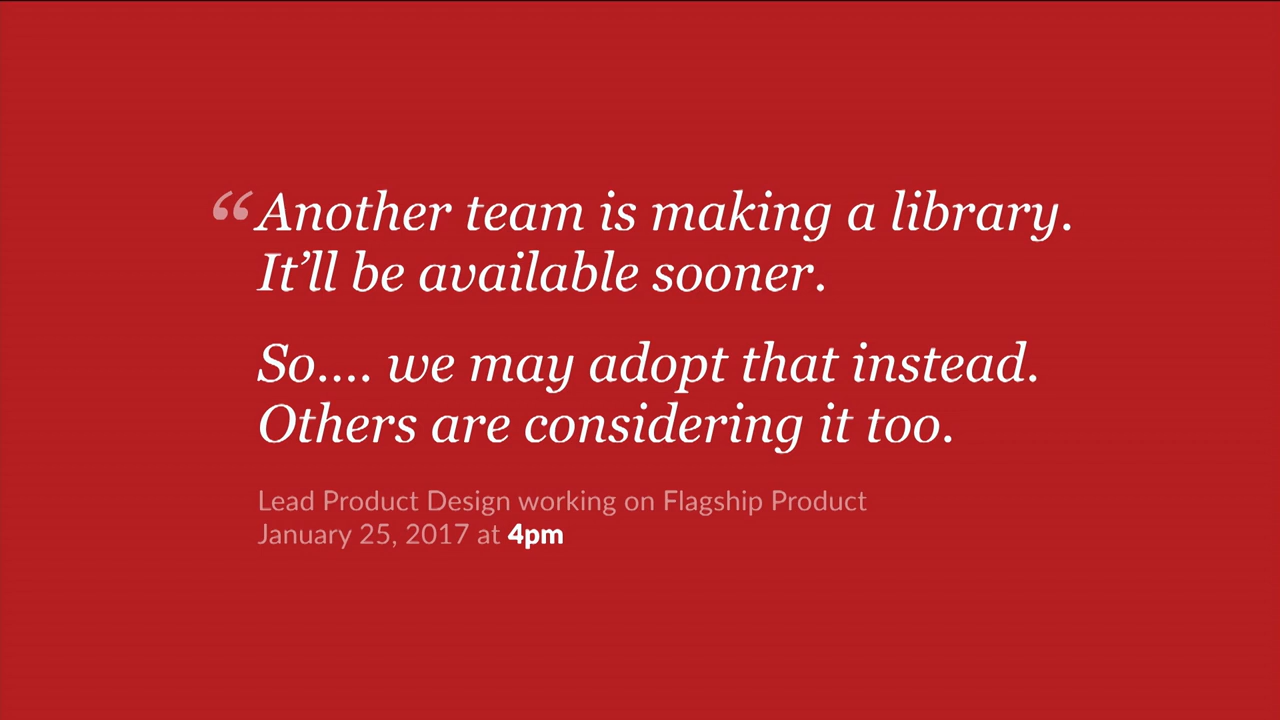 “Another team is making a library.
It’ll be available sooner.
So.... we may adopt that instead.
Others are considering it too.
Lead Product Design working on Flagship Product
January 25, 2017 at 4pm